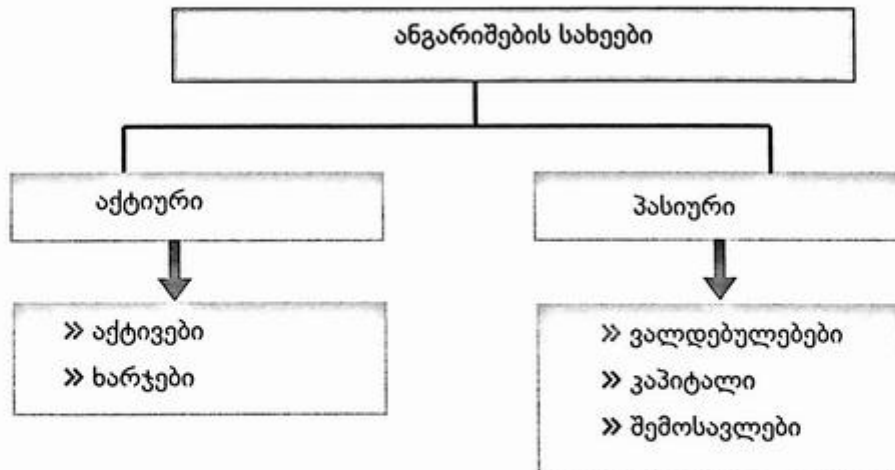 ანგარიშების სახეები
აქტიური
პასიური
» აქტივები
» ხარჯები
» ვალდებულებები
» კაპიტალი
» შემოსავლები